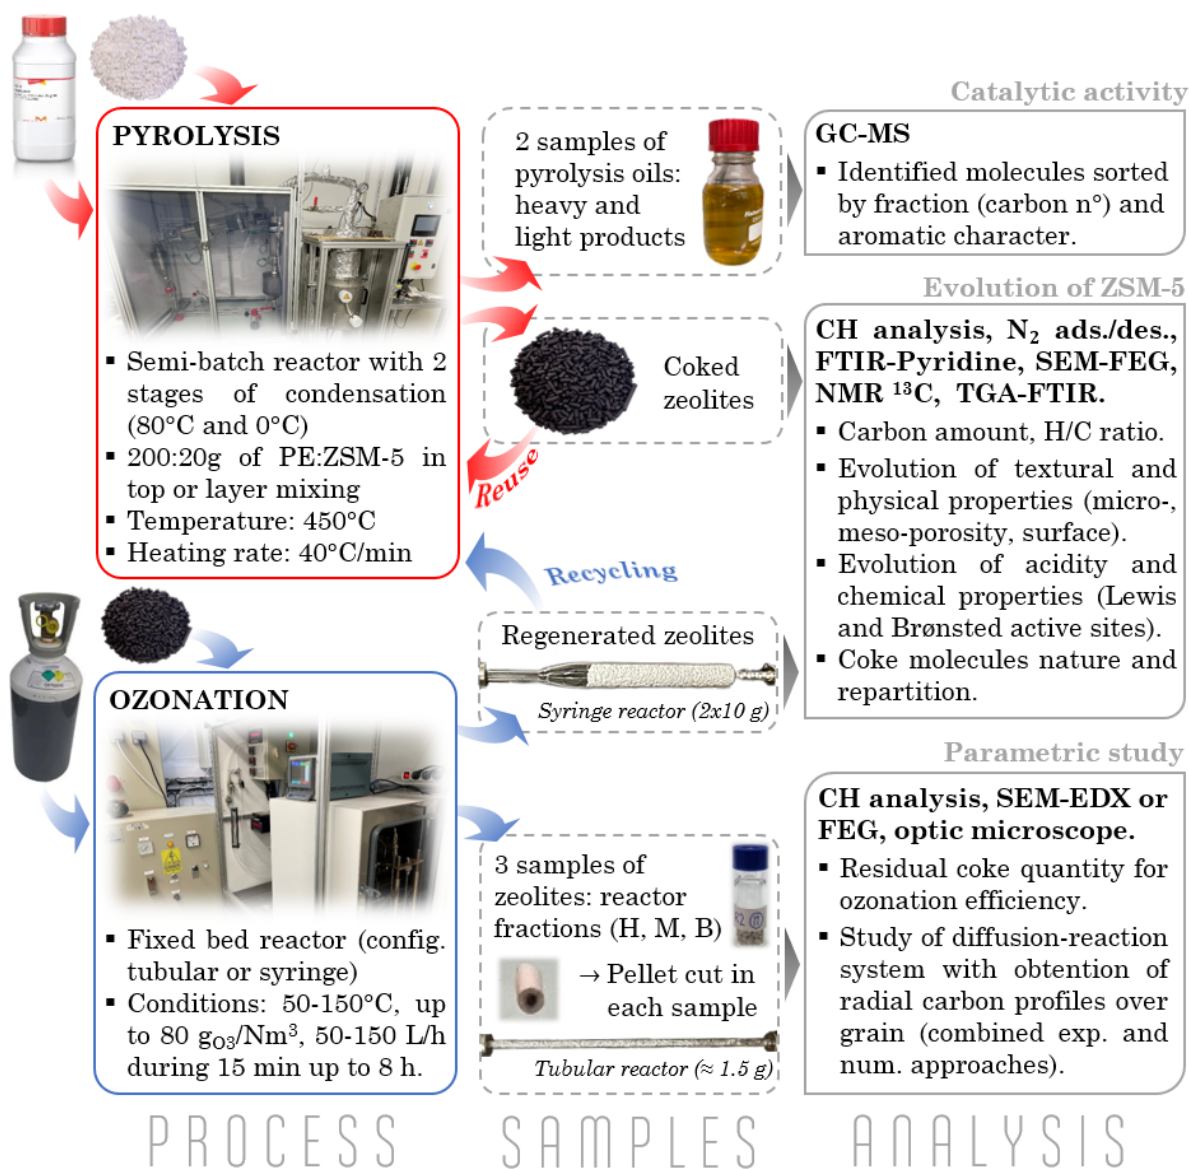 PYROLYSIS
▪ Semi-batch reactor with 2
stages of condensation
(80°C and 0°C)
▪ 200:20g of PE:ZSM-5 in
top or layer mixing
▪ Temperature: 450°C
▪ Heating rate: 40°C/min
2 samples of
pyrolysis oils:
heavy and
light products
Catalytic activity
GC-MS
▪ Identified molecules sorted
by fraction (carbon n°) and
aromatic character.
Coked
zeolites
Reuse
Evolution of ZSM-5
CH analysis, N₂ ads./des.,
FTIR-Pyridine, SEM-FEG,
NMR ¹³C, TGA-FTIR.
▪ Carbon amount, H/C ratio.
▪ Evolution of textural and
physical properties (micro-,
meso-porosity, surface).
▪ Evolution of acidity and
chemical properties (Lewis
and Brønsted active sites).
▪ Coke molecules nature and
repartition.
Recycling
Regenerated zeolites
Syringe reactor (2x10 g)
OZONATION
▪ Fixed bed reactor (config.
tubular or syringe)
▪ Conditions: 50-150°C, up
to 80 gO3/Nm³, 50-150 L/h
during 15 min up to 8 h.
3 samples of
zeolites: reactor
fractions (H, M, B)
→ Pellet cut in
each sample
Tubular reactor (≈ 1.5 g)
Parametric study
CH analysis, SEM-EDX or
FEG, optic microscope.
▪ Residual coke quantity for
ozonation efficiency.
▪ Study of diffusion-reaction
system with obtention of
radial carbon profiles over
grain (combined exp. and
num. approaches).
PROCESS
SAMPLES
ANALYSIS